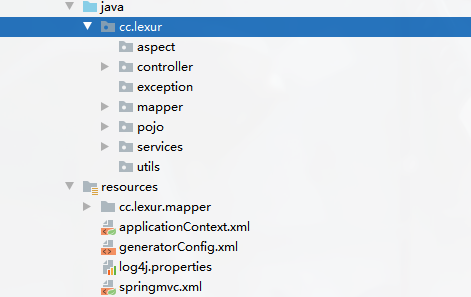 java
cc.lexur
aspect
controller
exception
mapper
pojo
services
utils
resources
cc.lexur.mapper
applicationContext.xml
generatorConfig.xml
log4j.properties
springmvc.xml